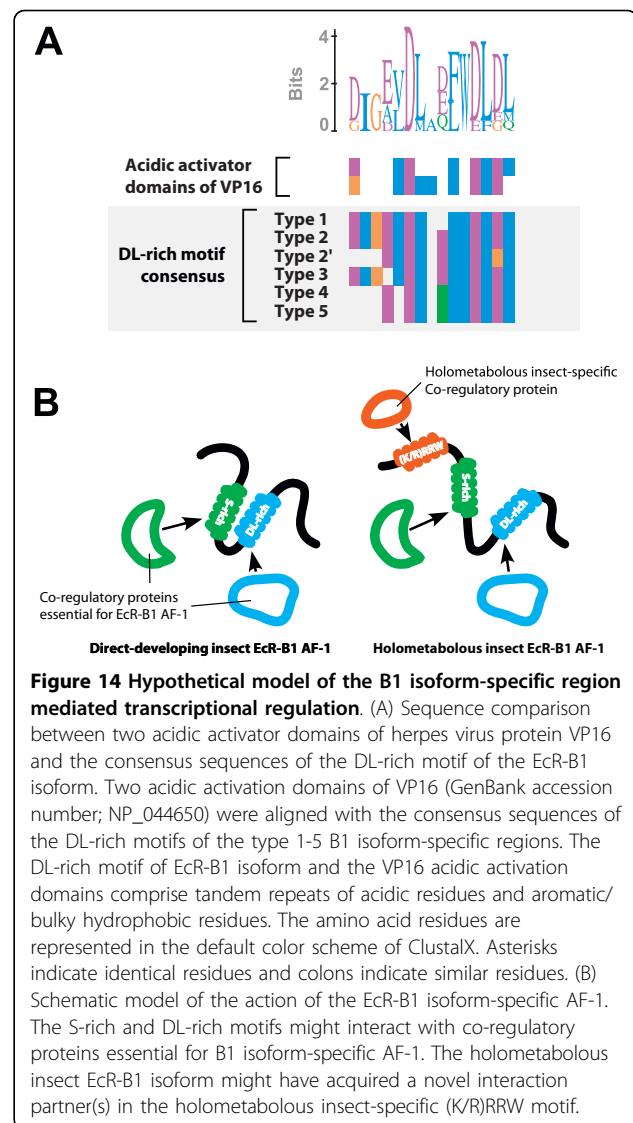 A
4
2
0
Bits
Acidic activator
domains of VP16
DL-rich motif
consensus
Type 1
Type 2
Type 2'
Type 3
Type 4
Type 5
B
Holometabolous insect-specific
Co-regulatory protein
(K/R)RRW
S-rich
DL-rich
S-rich
DL-rich
Co-regulatory proteins
essential for EcR-B1 AF-1
Direct-developing insect EcR-B1 AF-1
Holometabolous insect EcR-B1 AF-1
Figure 14 Hypothetical model of the B1 isoform-specific region
mediated transcriptional regulation. (A) Sequence comparison
between two acidic activator domains of herpes virus protein VP16
and the consensus sequences of the DL-rich motif of the EcR-B1
isoform. Two acidic activation domains of VP16 (GenBank accession
number; NP_044650) were aligned with the consensus sequences of
the DL-rich motifs of the type 1-5 B1 isoform-specific regions. The
DL-rich motif of EcR-B1 isoform and the VP16 acidic activation
domains comprise tandem repeats of acidic residues and aromatic/
bulky hydrophobic residues. The amino acid residues are
represented in the default color scheme of ClustalX. Asterisks
indicate identical residues and colons indicate similar residues. (B)
Schematic model of the action of the EcR-B1 isoform-specific AF-1.
The S-rich and DL-rich motifs might interact with co-regulatory
proteins essential for B1 isoform-specific AF-1. The holometabolous
insect EcR-B1 isoform might have acquired a novel interaction
partner(s) in the holometabolous insect-specific (K/R)RRW motif.